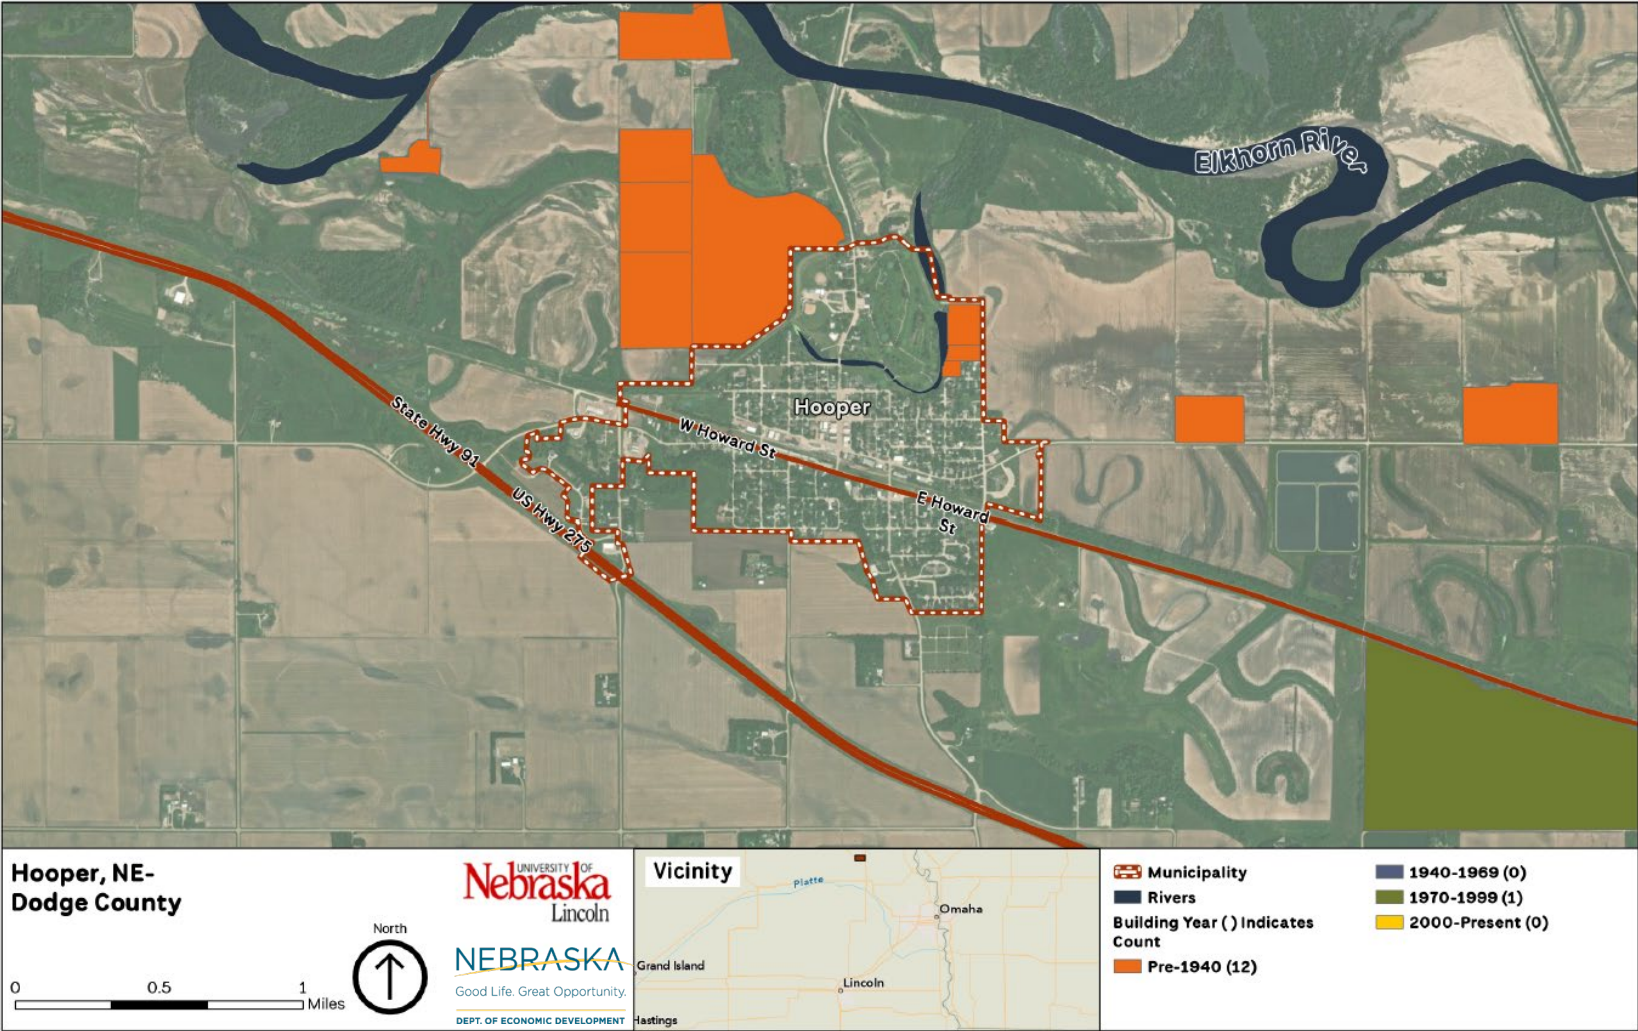 Elkhorn River
Hooper
State Hwy 91
W Howard St
US Hwy 275
E Howard
St
Hooper, NE-
Dodge County
North
0 0.5 1
Miles
UNIVERSITY OF
Nebraska
Lincoln
NEBRASKA
Good Life. Great Opportunity.
DEPT. OF ECONOMIC DEVELOPMENT
Vicinity
Platte
Omaha
Grand Island
Lincoln
Hastings
Municipality
Rivers
Building Year ( ) Indicates
Count
Pre-1940 (12)
1940-1969 (0)
1970-1999 (1)
2000-Present (0)